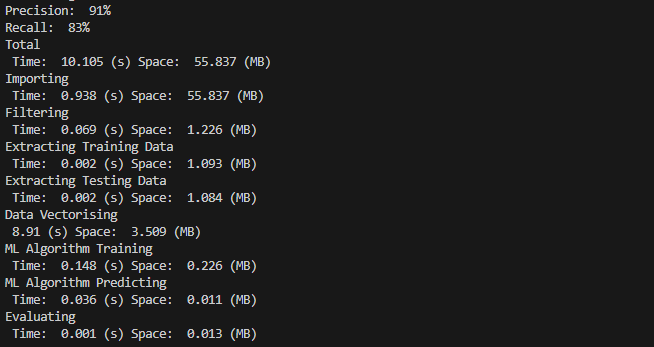 Precision:  91%
Recall:  83%
Total
 Time:  10.105 (s) Space:  55.837 (MB)
Importing
 Time:  0.938 (s) Space:  55.837 (MB)
Filtering
 Time:  0.069 (s) Space:  1.226 (MB)
Extracting Training Data
 Time:  0.002 (s) Space:  1.093 (MB)
Extracting Testing Data
 Time:  0.002 (s) Space:  1.084 (MB)
Data Vectorising
 8.91 (s) Space:  3.509 (MB)
ML Algorithm Training
 Time:  0.148 (s) Space:  0.226 (MB)
ML Algorithm Predicting
 Time:  0.036 (s) Space:  0.011 (MB)
Evaluating
 Time:  0.001 (s) Space:  0.013 (MB)